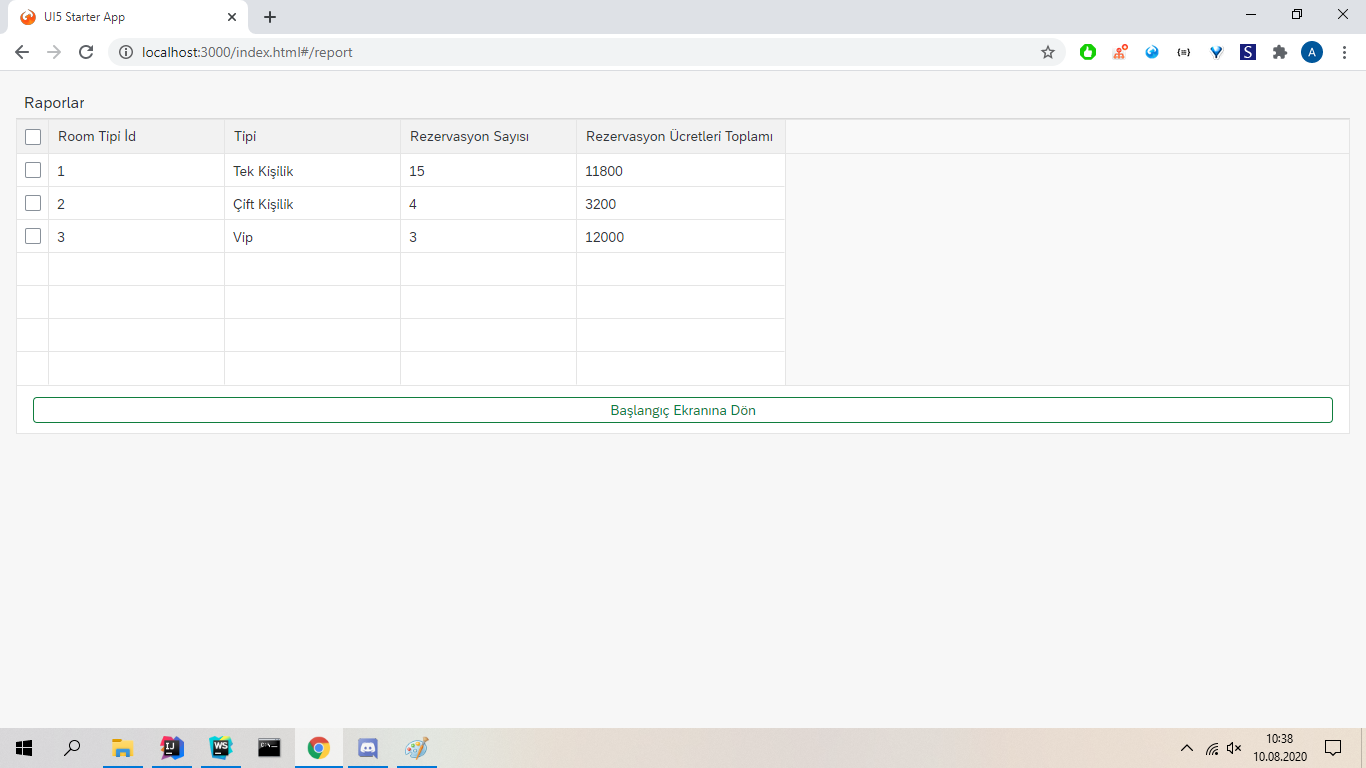 UI5 Starter App
localhost:3000/index.html#/report
A
Raporlar
Room Tipi İd Tipi Rezervasyon Sayısı Rezervasyon Ücretleri Toplamı
1 Tek Kişilik 15 11800
2 Çift Kişilik 4 3200
3 Vip 3 12000
Başlangıç Ekranına Dön
10:38
10.08.2020